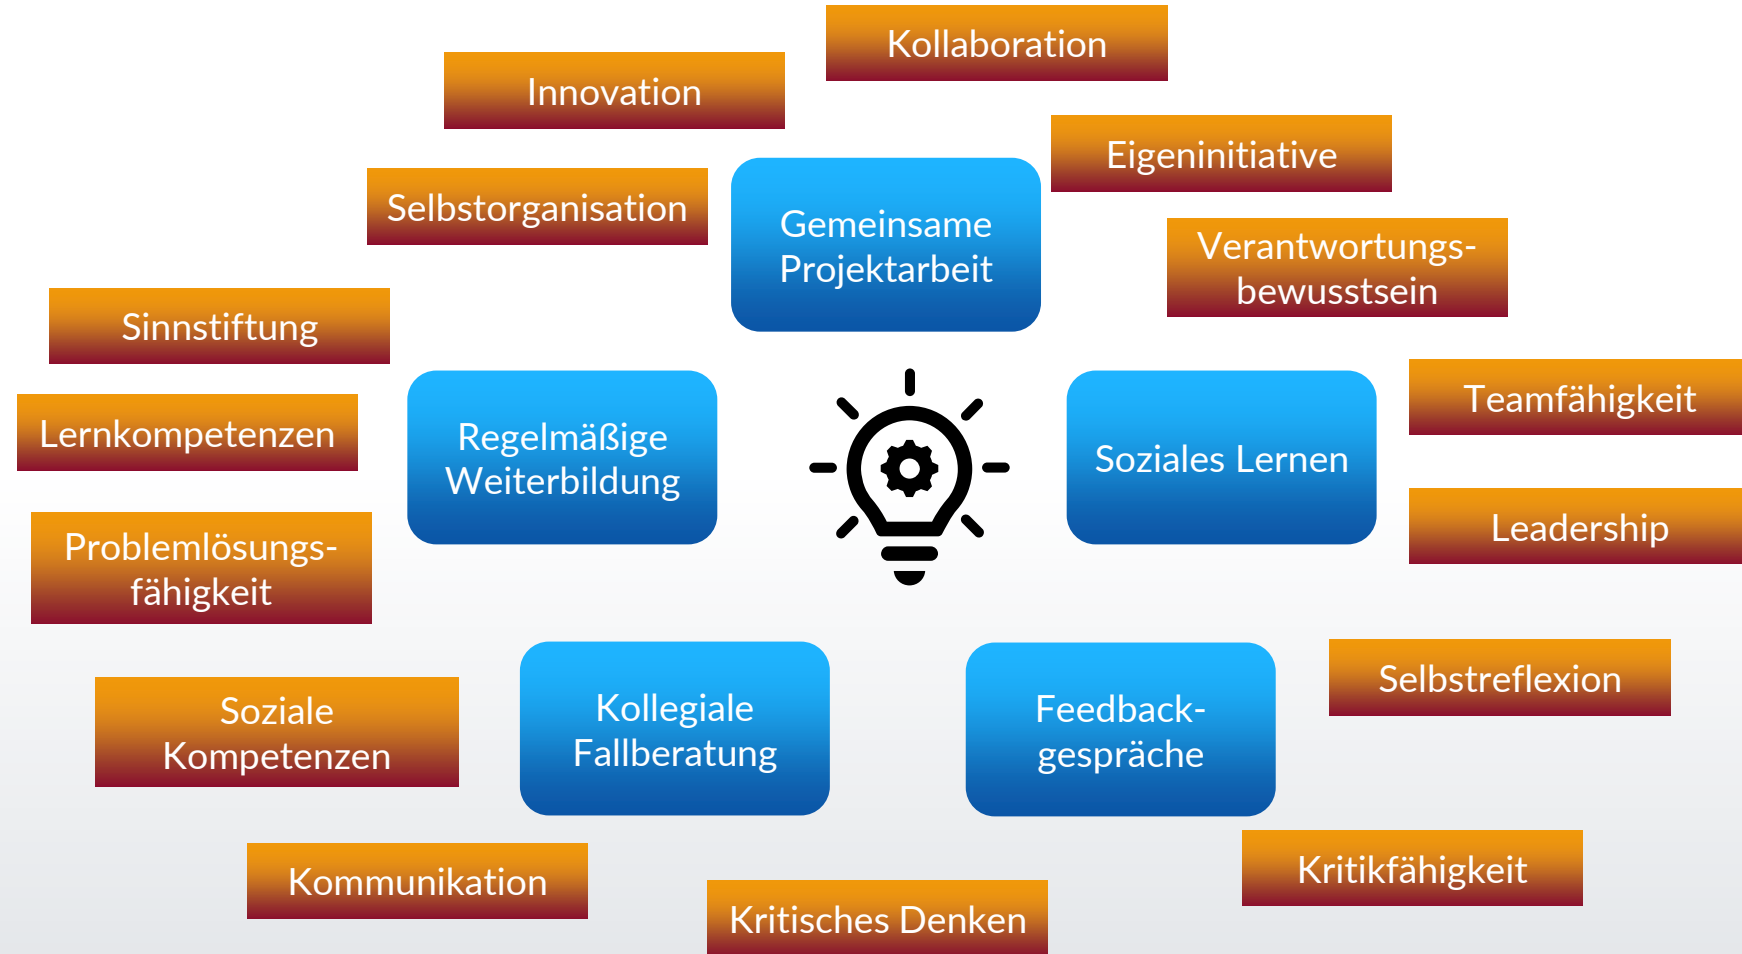 Kollaboration
Innovation
Eigeninitiative
Selbstorganisation
Gemeinsame
Projektarbeit
Verantwortungs-
bewusstsein
Sinnstiftung
Teamfähigkeit
Lernkompetenzen
Regelmäßige
Weiterbildung
Soziales Lernen
Leadership
Problemlösungs-
fähigkeit
Selbstreflexion
Soziale
Kompetenzen
Kollegiale
Fallberatung
Feedback-
gespräche
Kritikfähigkeit
Kommunikation
Kritisches Denken